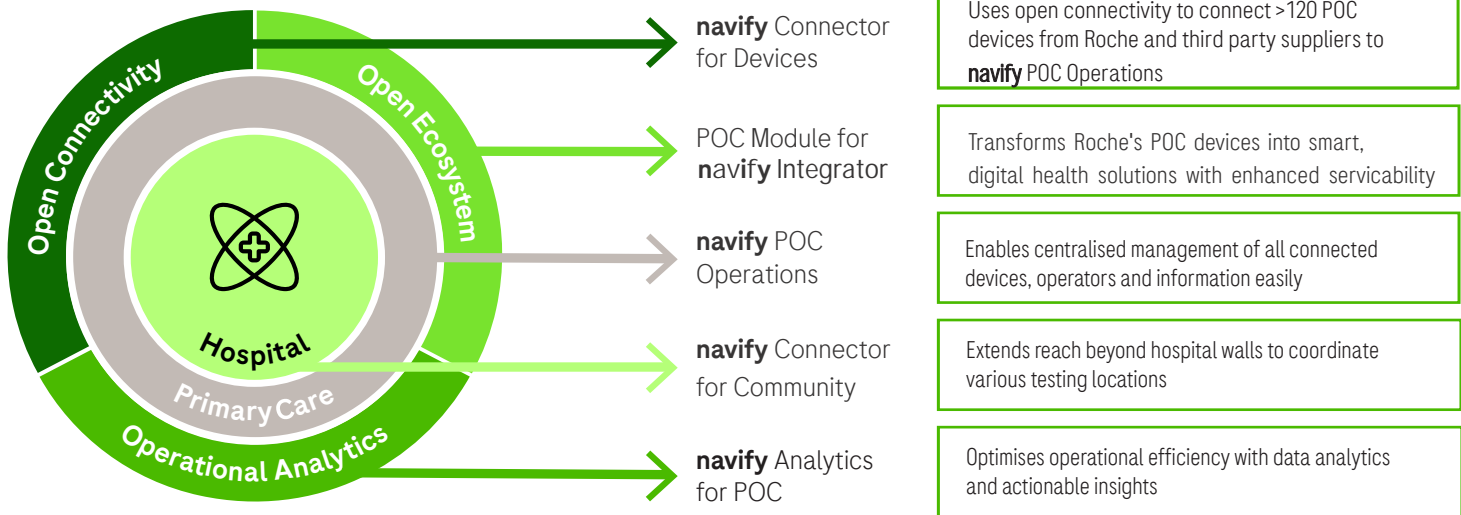 Open Connectivity
Open Ecosystem
Operational Analytics
Primary Care
Hospital
navify Connector
for Devices
Uses open connectivity to connect >120 POC
devices from Roche and third party suppliers to
navify POC Operations
POC Module for
navify Integrator
Transforms Roche's POC devices into smart,
digital health solutions with enhanced servicability
navify POC
Operations
Enables centralised management of all connected
devices, operators and information easily
navify Connector
for Community
Extends reach beyond hospital walls to coordinate
various testing locations
navify Analytics
for POC
Optimises operational efficiency with data analytics
and actionable insights